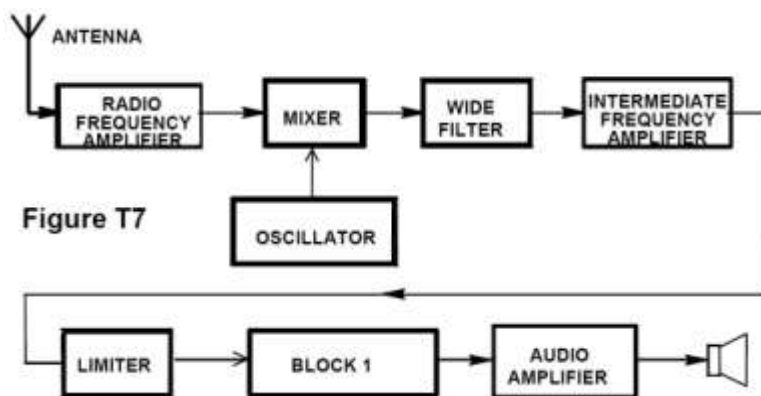 ANTENNA
RADIO
FREQUENCY
AMPLIFIER
MIXER
WIDE
FILTER
INTERMEDIATE
FREQUENCY
AMPLIFIER
Figure T7
OSCILLATOR
LIMITER
BLOCK 1
AUDIO
AMPLIFIER